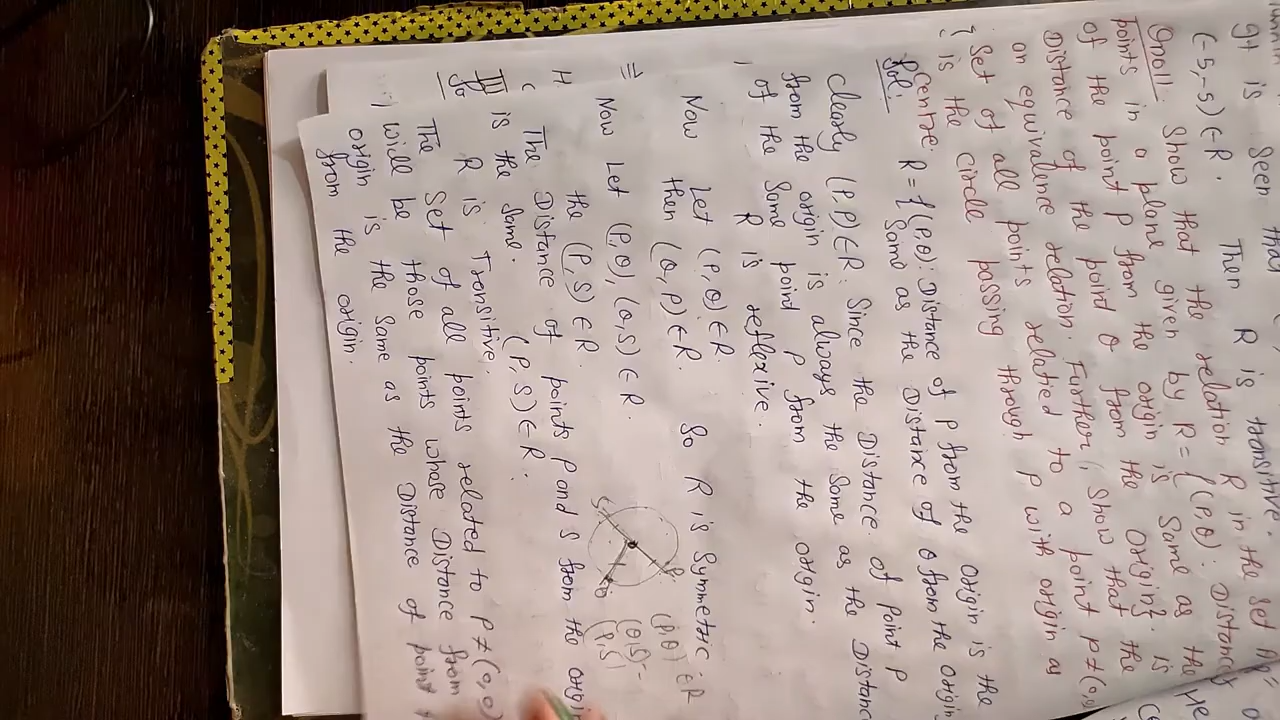 It is seen that
(-5,-5) ∈ R. Then R is transitive.
Qno11: Show that the relation R in the set
points in a plane given by R = {(P,Q): Distance
of the point P from the origin is Same as the
Distance of the point Q from the origin}. is
an equivalence relation. Further, Show that the
Set of all points relatied to a point P≠(0,0
is the circle passing through P with origin as
Centre.
Sol: R = {(P,Q): Distance of P from the origin is the
Same as the Distance of Q from the origin
Clearly (P,P) ∈ R: Since the Distance of point P
from the origin is always the Same as the Distance
of the Same point P from the origin.
R is reflexive.
Now Let (P,Q) ∈ R
then (Q,P) ∈ R. So R is Symmetric
Now Let (P,Q), (Q,S) ∈ R.
the (P,S) ∈ R.
The Distance of points P and S from the origin
is the Same. (P,S) ∈ R.
R is Transitive.
The Set of all points related to P≠(0,0)
will be those points whose Distance from
origin is the Same as the Distance of point
from the origin.
S
P
Q
(P,Q) ∈ R
(Q,S)-
(P,S)